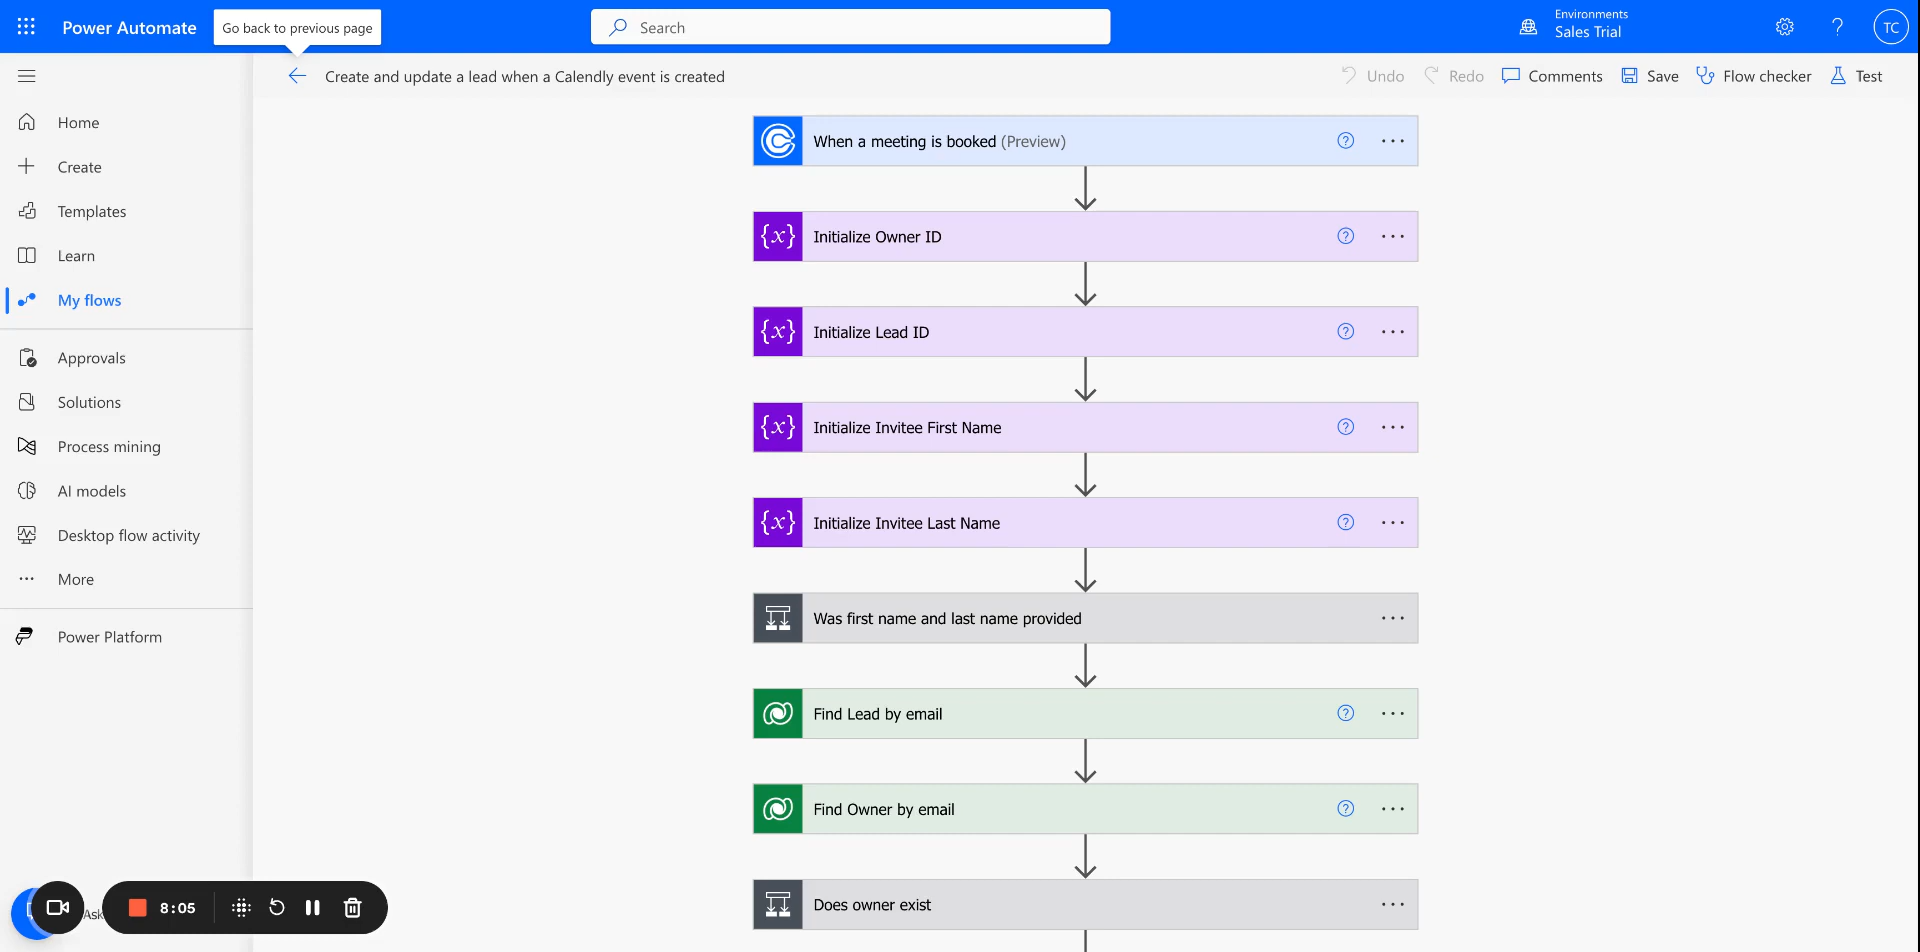 Power Automate
Go back to previous page
Search
Environments
Sales Trial
TC
Create and update a lead when a Calendly event is created
Undo
Redo
Comments
Save
Flow checker
Test
Home
Create
Templates
Learn
My flows
Approvals
Solutions
Process mining
AI models
Desktop flow activity
More
Power Platform
Ask
8:05
When a meeting is booked (Preview)
{x} Initialize Owner ID
{x} Initialize Lead ID
{x} Initialize Invitee First Name
{x} Initialize Invitee Last Name
Was first name and last name provided
Find Lead by email
Find Owner by email
Does owner exist